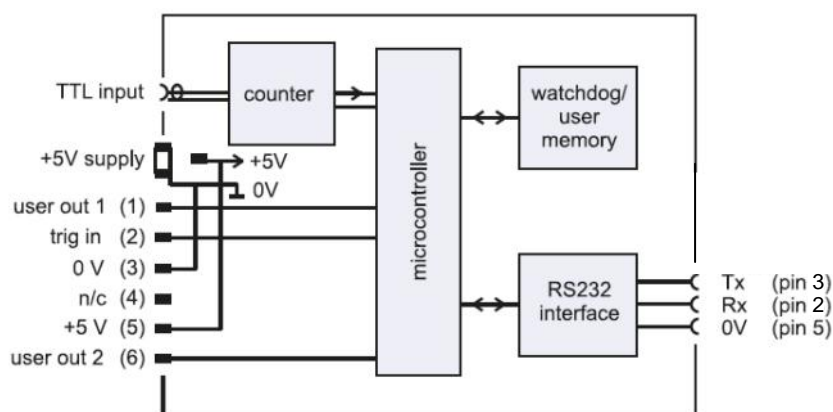 TTL input
counter
watchdog/
user
memory
+5V supply
+5V
0V
user out 1 (1)
trig in (2)
0 V (3)
n/c (4)
+5 V (5)
user out 2 (6)
microcontroller
RS232
interface
Tx (pin 3)
Rx (pin 2)
0V (pin 5)